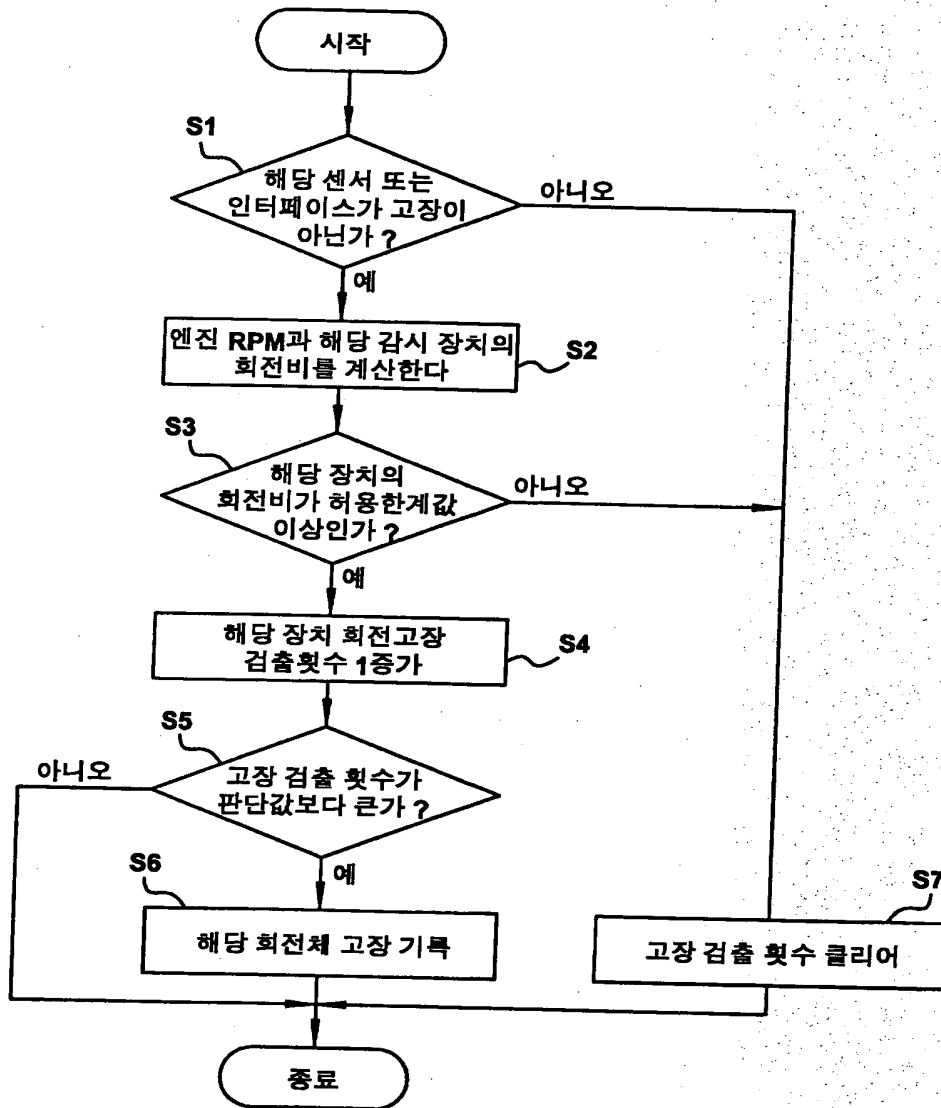 시작
S1
해당 센서 또는
인터페이스가 고장이
아닌가 ?
아니오
예
엔진 RPM과 해당 감시 장치의
회전비를 계산한다
S2
S3
해당 장치의
회전비가 허용한계값
이상인가 ?
아니오
예
해당 장치 회전고장
검출횟수 1증가
S4
S5
아니오
고장 검출 횟수가
판단값보다 큰가 ?
예
S6
해당 회전체 고장 기록
S7
고장 검출 횟수 클리어
종료